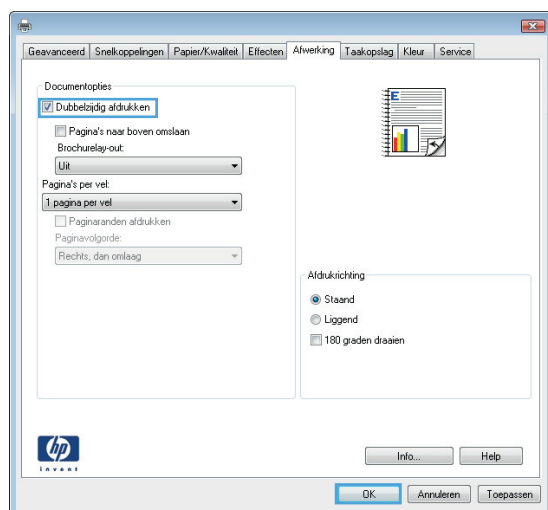 Geavanceerd Snelkoppelingen Papier/Kwaliteit Effecten Afwerking Taakopslag Kleur Service
Documentopties
Dubbelzijdig afdrukken
Pagina's naar boven omslaan
Brochurelay-out:
Uit
Pagina's per vel:
1 pagina per vel
Paginaranden afdrukken
Paginavolgorde:
Rechts, dan omlaag
E
Afdrukrichting
Staand
Liggend
180 graden draaien
hp
invent
Info... Help
OK Annuleren Toepassen